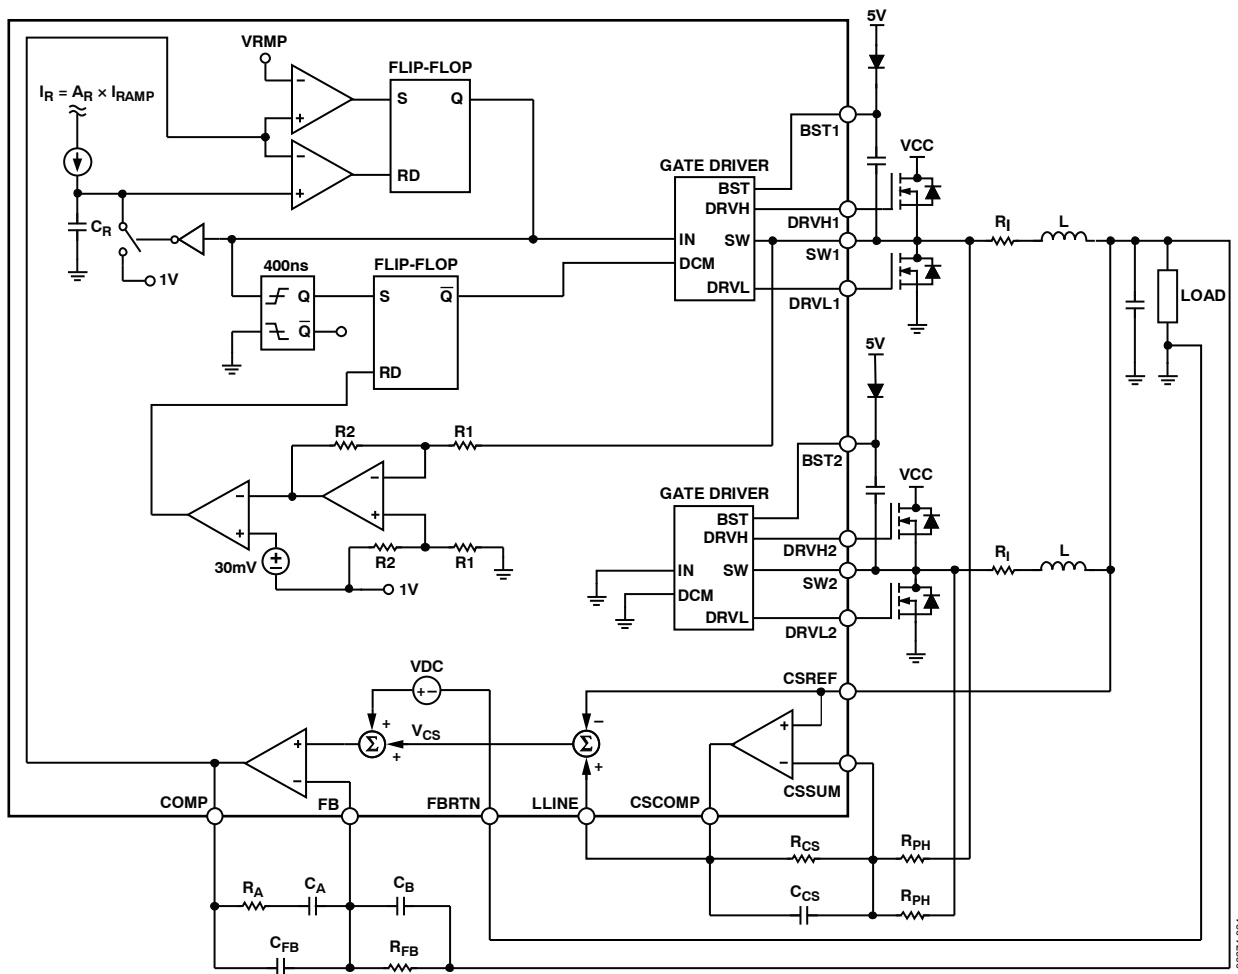 5V
VRMP
FLIP-FLOP
I_R = A_R × I_RAMP
−
S
Q
+
BST1
VCC
−
GATE DRIVER
RD
BST
+
DRVH
DRVH1
C_R
R_I
L
IN
SW
SW1
400ns
FLIP-FLOP
DCM
1V
DRVL
LOAD
Q
S
Q̅
DRVL1
Q̅
5V
RD
R2
R1
BST2
VCC
−
GATE DRIVER
−
BST
+
DRVH
DRVH2
+
R2
R1
R_I
L
30mV
+
−
IN
SW
SW2
1V
DCM
DRVL
DRVL2
VDC
CSREF
+ −
−
+
V_CS
+
Σ
Σ
+
+
−
−
+
CSSUM
COMP
FB
FBRTN
LLINE
CSCOMP
R_CS
R_PH
R_A
C_A
C_B
C_CS
R_PH
C_FB
R_FB